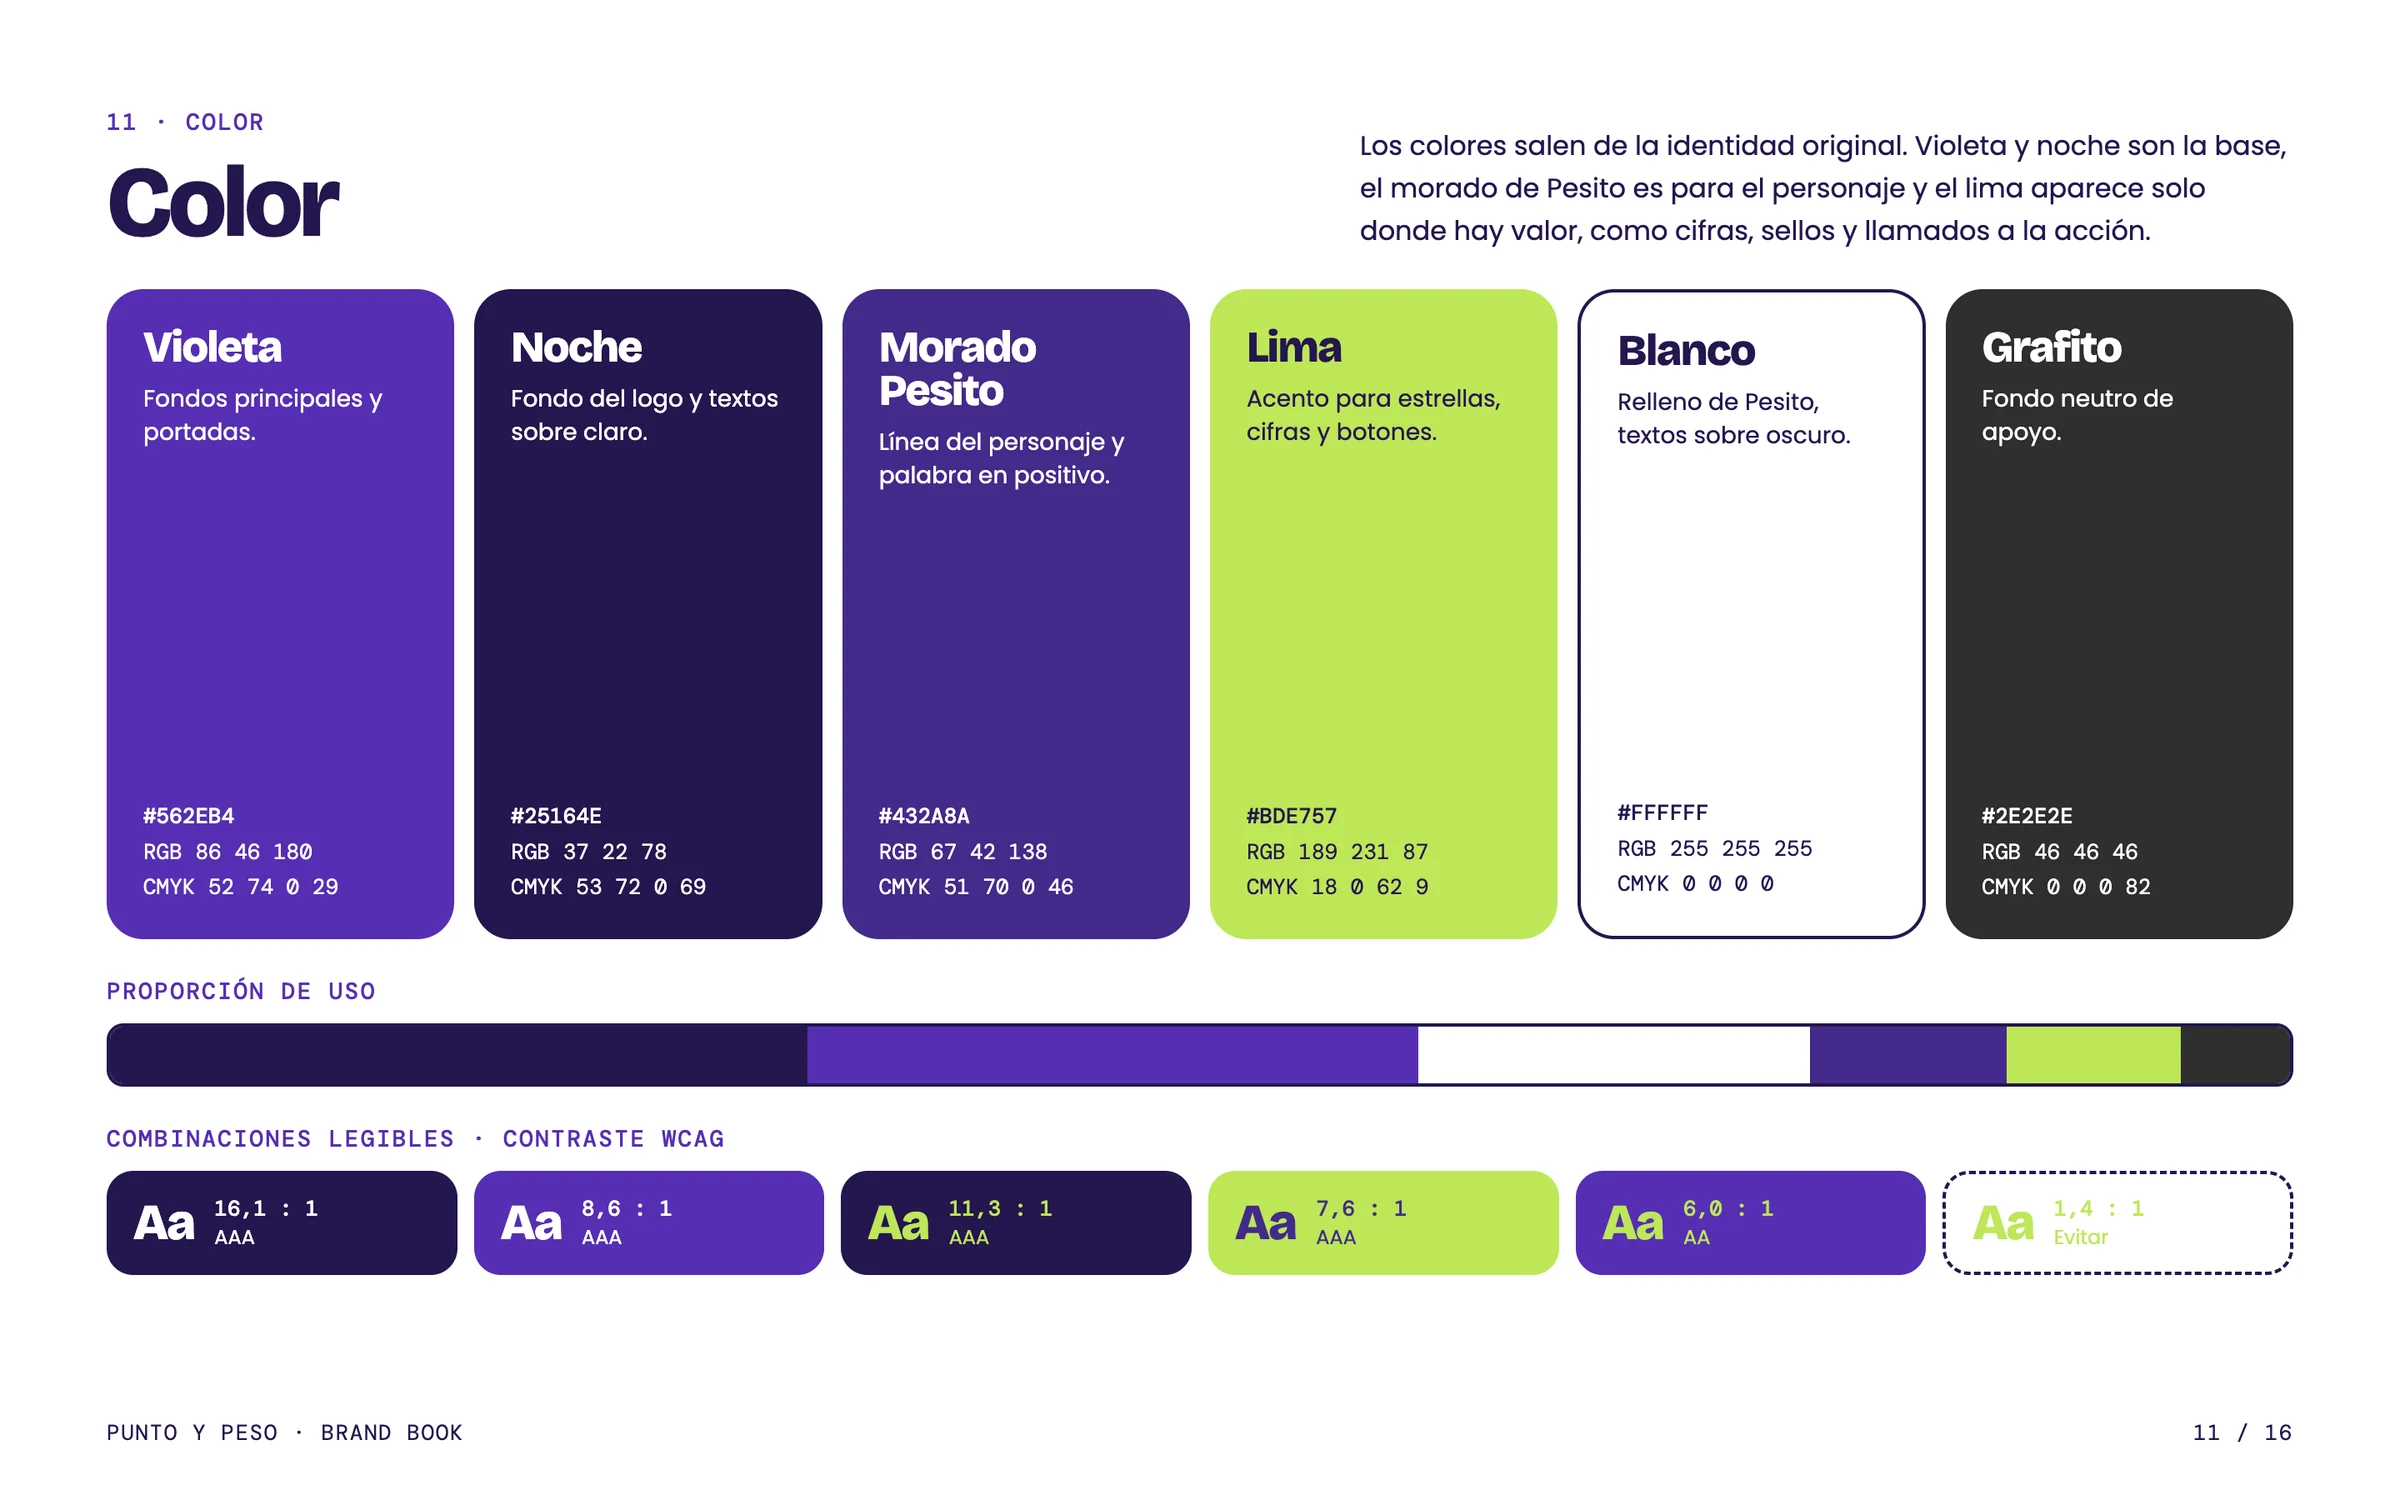 11 · COLOR
Color
Los colores salen de la identidad original. Violeta y noche son la base,
el morado de Pesito es para el personaje y el lima aparece solo
donde hay valor, como cifras, sellos y llamados a la acción.
Violeta
Fondos principales y
portadas.
#562EB4
RGB 86 46 180
CMYK 52 74 0 29
Noche
Fondo del logo y textos
sobre claro.
#25164E
RGB 37 22 78
CMYK 53 72 0 69
Morado
Pesito
Línea del personaje y
palabra en positivo.
#432A8A
RGB 67 42 138
CMYK 51 70 0 46
Lima
Acento para estrellas,
cifras y botones.
#BDE757
RGB 189 231 87
CMYK 18 0 62 9
Blanco
Relleno de Pesito,
textos sobre oscuro.
#FFFFFF
RGB 255 255 255
CMYK 0 0 0 0
Grafito
Fondo neutro de
apoyo.
#2E2E2E
RGB 46 46 46
CMYK 0 0 0 82
PROPORCIÓN DE USO
COMBINACIONES LEGIBLES · CONTRASTE WCAG
Aa
16,1 : 1
AAA
Aa
8,6 : 1
AAA
Aa
11,3 : 1
AAA
Aa
7,6 : 1
AAA
Aa
6,0 : 1
AA
Aa
1,4 : 1
Evitar
PUNTO Y PESO · BRAND BOOK
11 / 16